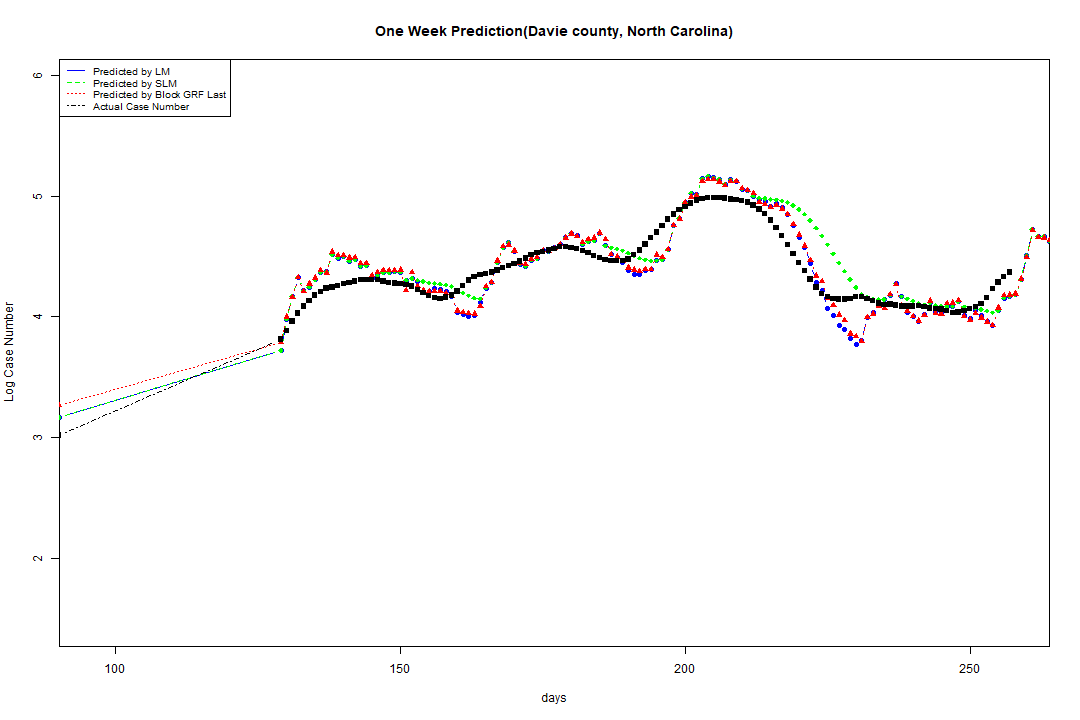 One Week Prediction(Davie county, North Carolina)
Predicted by LM
Predicted by SLM
Predicted by Block GRF Last
Actual Case Number
6
5
4
3
2
Log Case Number
100 150 200 250
days